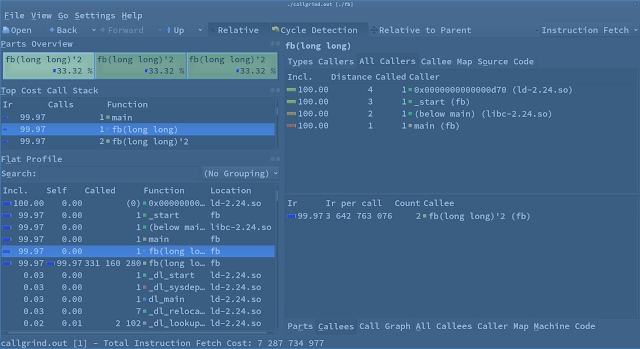 ./callgrind.out [./fb]
File View Go Settings Help
Open Back Forward Up Relative Cycle Detection Relative to Parent Instruction Fetch
Parts Overview
fb(long long)'2 fb(long long)'2 fb(long long)'2
33.32 % 33.32 % 33.32 %
Top Cost Call Stack
Ir Calls Function
99.97 1 main
99.97 1 fb(long long)
99.97 2 fb(long long)'2
Flat Profile
Search: (No Grouping)
Incl. Self Called Function Location
100.00 0.00 (0) 0x00000000... ld-2.24.so
99.97 0.00 1 _start fb
99.97 0.00 1 (below mai... libc-2.24.so
99.97 0.00 1 main fb
99.97 0.00 1 fb(long lo... fb
99.97 99.97 331 160 280 fb(long lo... fb
0.03 0.00 1 _dl_start ld-2.24.so
0.03 0.00 1 _dl_sysdep... ld-2.24.so
0.03 0.00 1 dl_main ld-2.24.so
0.03 0.00 7 _dl_reloca... ld-2.24.so
0.02 0.01 2 102 _dl_lookup... ld-2.24.so
fb(long long)
Types Callers All Callers Callee Map Source Code
Incl. Distance Called Caller
100.00 4 1 0x0000000000000d70 (ld-2.24.so)
100.00 3 1 _start (fb)
100.00 2 1 (below main) (libc-2.24.so)
100.00 1 1 main (fb)
Ir Ir per call Count Callee
99.97 3 642 763 076 2 fb(long long)'2 (fb)
Parts Callees Call Graph All Callees Caller Map Machine Code
callgrind.out [1] - Total Instruction Fetch Cost: 7 287 734 977